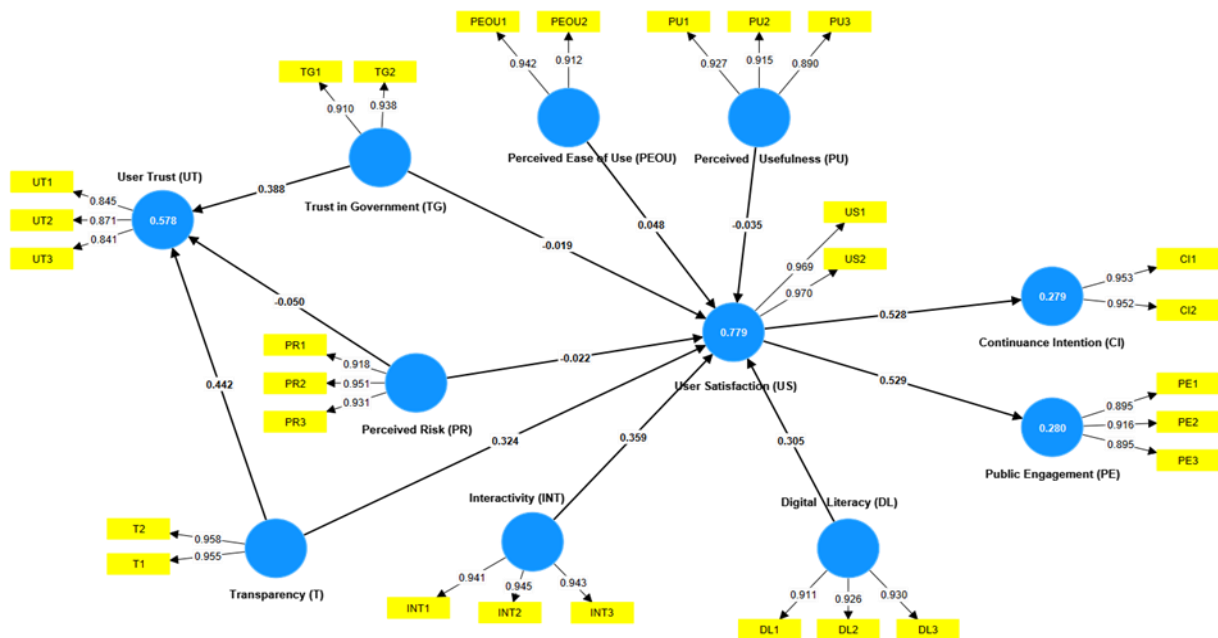 PEOU1 PEOU2 PU1 PU2 PU3
0.942 0.912 0.927 0.915 0.890
TG1 TG2
0.910 0.938
Perceived Ease of Use (PEOU) Perceived Usefulness (PU)
User Trust (UT)
UT1
UT2
UT3
0.845
0.871
0.841
0.578
0.388
Trust in Government (TG)
0.048
-0.035
-0.019
US1
US2
0.969
0.970
0.779
User Satisfaction (US)
0.528
0.279
0.953
0.952
CI1
CI2
Continuance Intention (CI)
-0.050
-0.022
PR1
PR2
PR3
0.918
0.951
0.931
Perceived Risk (PR)
0.529
0.280
0.895
0.916
0.895
PE1
PE2
PE3
Public Engagement (PE)
0.442
0.324
0.359
0.305
Interactivity (INT)
Digital Literacy (DL)
T2
T1
0.958
0.955
Transparency (T)
0.941 0.945 0.943
INT1 INT2 INT3
0.911 0.926 0.930
DL1 DL2 DL3